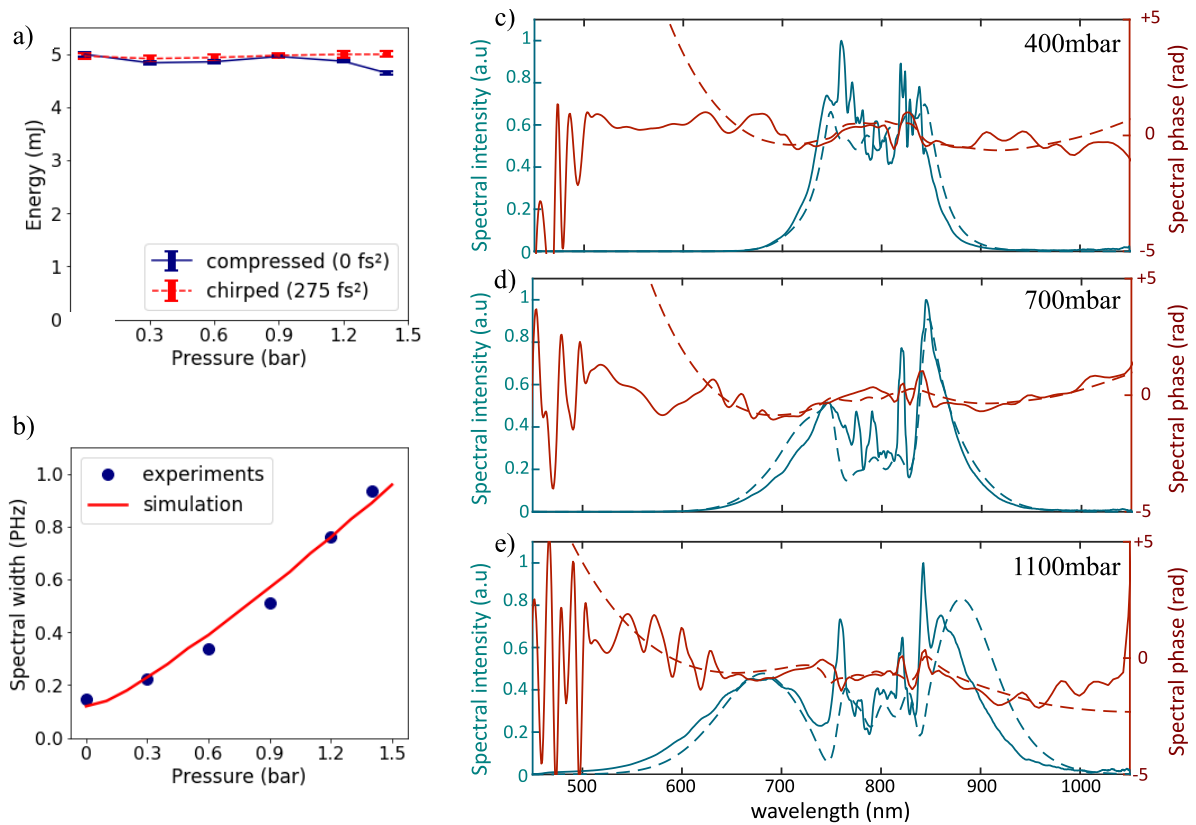 a)
Energy (mJ)
5
4
3
2
1
0
compressed (0 fs²)
chirped (275 fs²)
0.3 0.6 0.9 1.2 1.5
Pressure (bar)
b)
Spectral width (PHz)
1.0
0.8
0.6
0.4
0.2
0.0
experiments
simulation
0 0.3 0.6 0.9 1.2 1.5
Pressure (bar)
c)
400mbar
Spectral intensity (a.u)
1
0.8
0.6
0.4
0.2
0
+5
0
-5
Spectral phase (rad)
d)
700mbar
Spectral intensity (a.u)
1
0.8
0.6
0.4
0.2
0
+5
0
-5
Spectral phase (rad)
e)
1100mbar
Spectral intensity (a.u)
1
0.8
0.6
0.4
0.2
0
+5
0
-5
Spectral phase (rad)
500 600 700 800 900 1000
wavelength (nm)